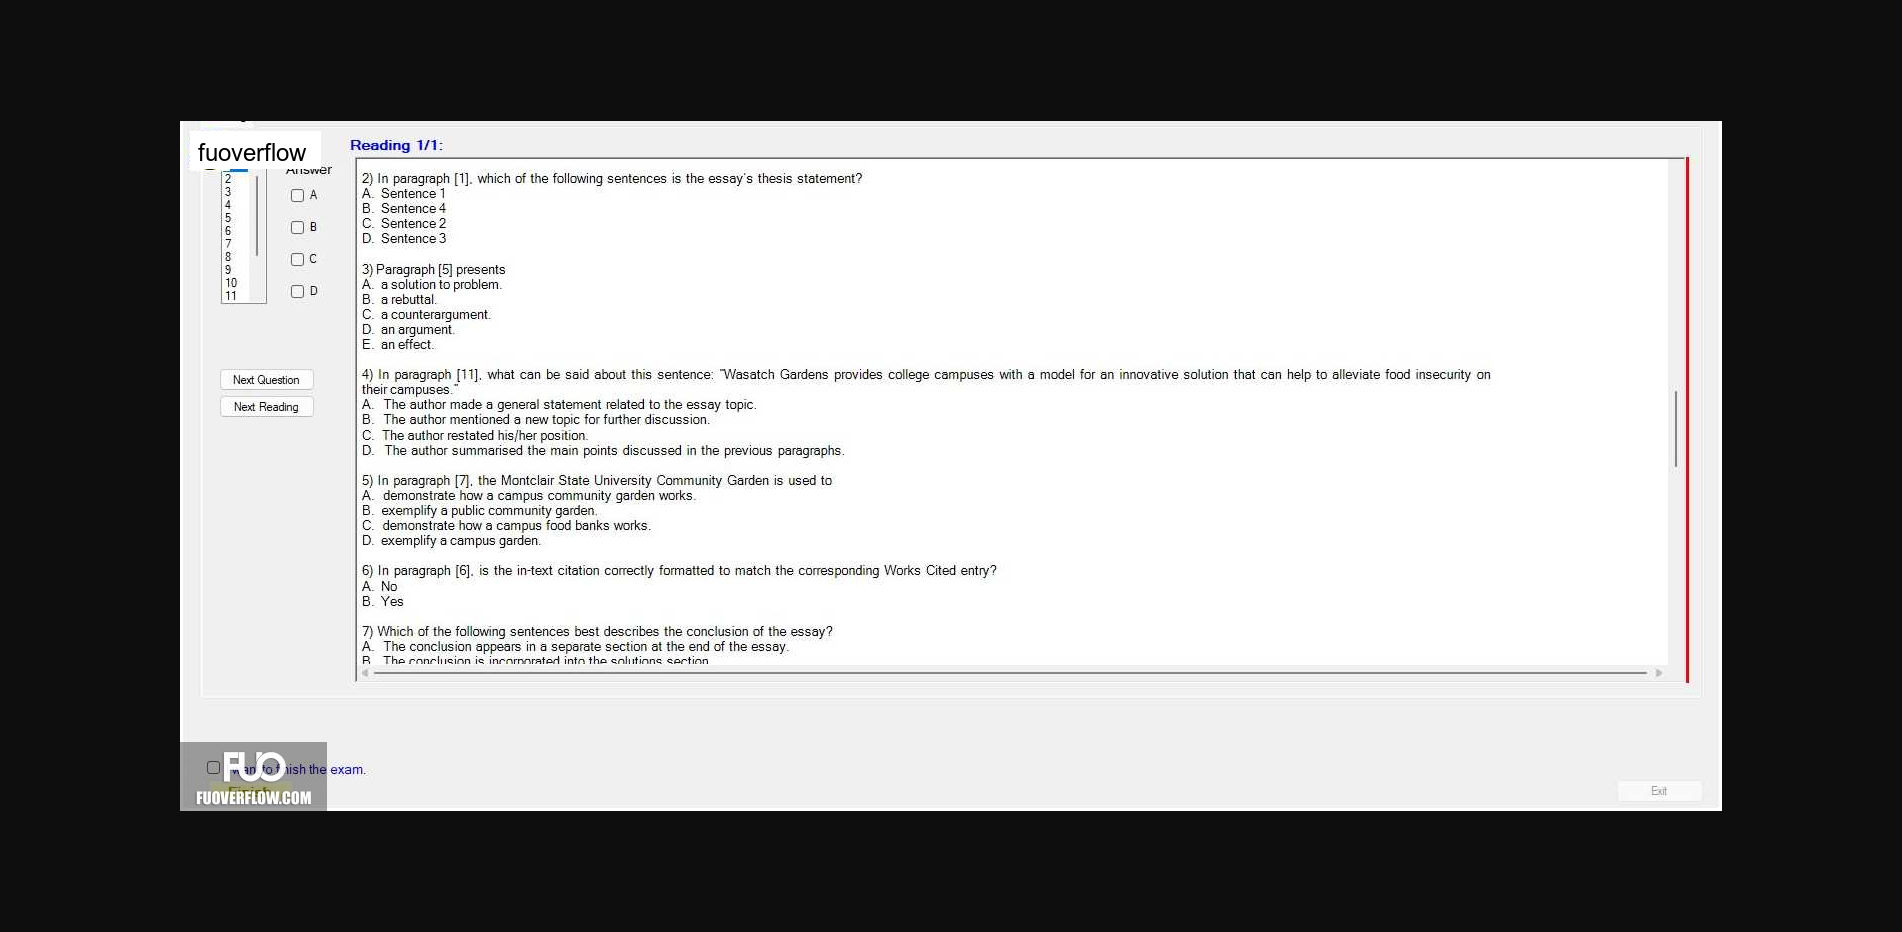 fuoverflow
Reading 1/1:
Answer
2
3
4
5
6
7
8
9
10
11
A
B
C
D
Next Question
Next Reading
2) In paragraph [1], which of the following sentences is the essay's thesis statement?
A. Sentence 1
B. Sentence 4
C. Sentence 2
D. Sentence 3
3) Paragraph [5] presents
A. a solution to problem.
B. a rebuttal.
C. a counterargument.
D. an argument.
E. an effect.
4) In paragraph [11], what can be said about this sentence: "Wasatch Gardens provides college campuses with a model for an innovative solution that can help to alleviate food insecurity on
their campuses."
A. The author made a general statement related to the essay topic.
B. The author mentioned a new topic for further discussion.
C. The author restated his/her position.
D. The author summarised the main points discussed in the previous paragraphs.
5) In paragraph [7], the Montclair State University Community Garden is used to
A. demonstrate how a campus community garden works.
B. exemplify a public community garden.
C. demonstrate how a campus food banks works.
D. exemplify a campus garden.
6) In paragraph [6], is the in-text citation correctly formatted to match the corresponding Works Cited entry?
A. No
B. Yes
7) Which of the following sentences best describes the conclusion of the essay?
A. The conclusion appears in a separate section at the end of the essay.
B. The conclusion is incorporated into the solutions section
FUO
want to finish the exam.
Finish
FUOVERFLOW.COM
Exit